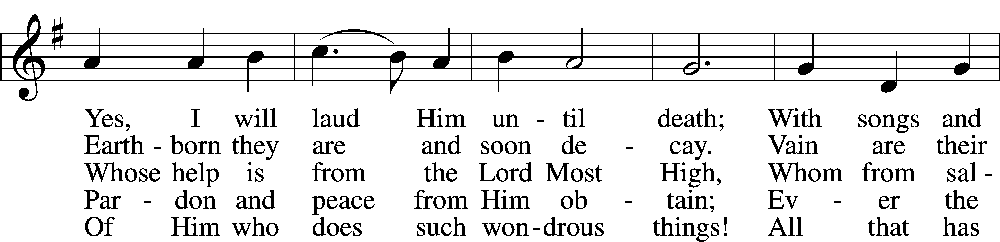 Yes, I will laud Him un - til death; With songs and
Earth - born they are and soon de - cay. Vain are their
Whose help is from the Lord Most High, Whom from sal -
Par - don and peace from Him ob - tain; Ev - er the
Of Him who does such won - drous things! All that has